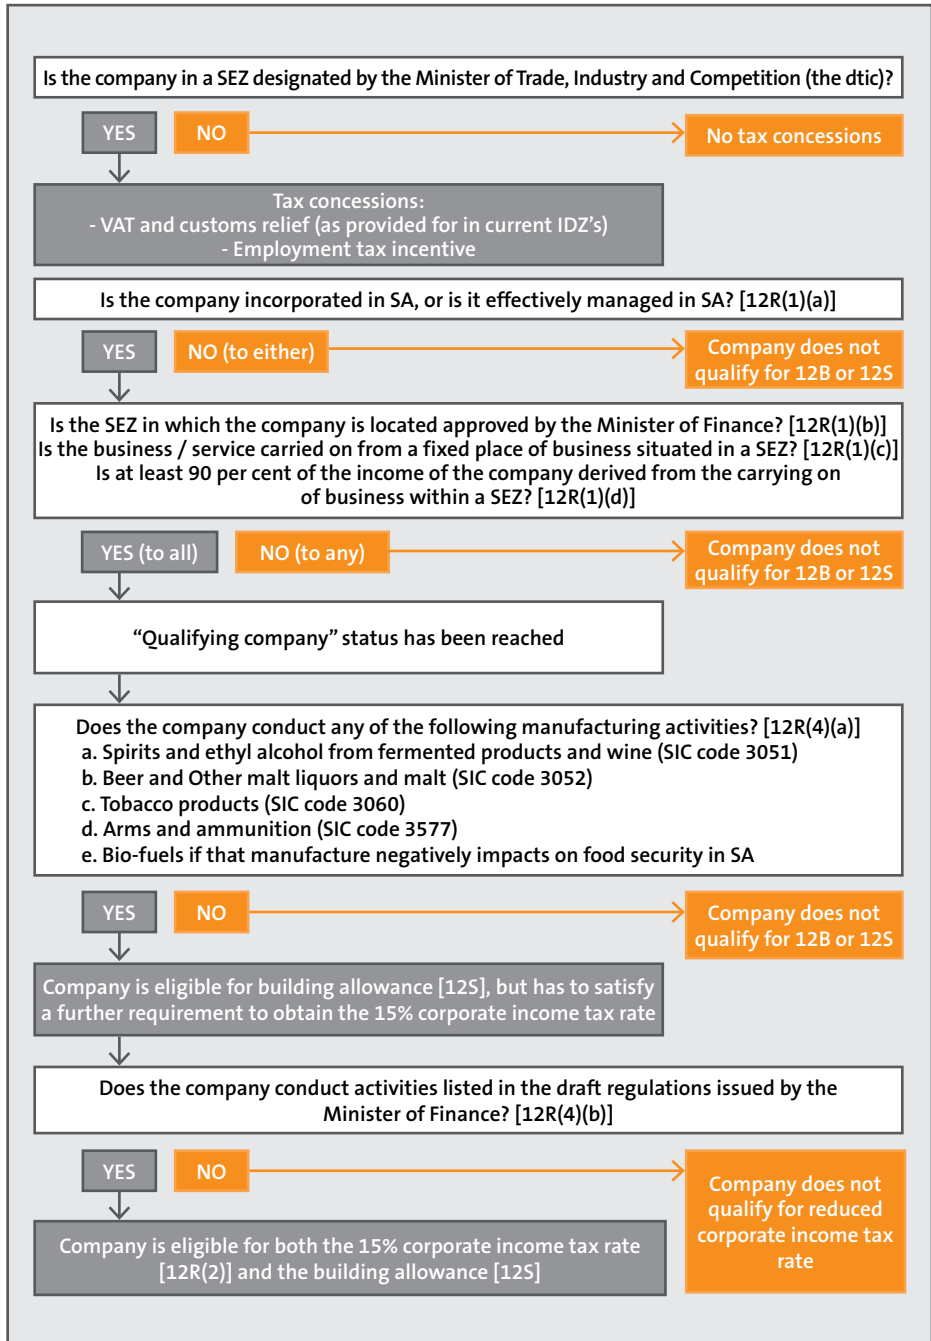 Is the company in a SEZ designated by the Minister of Trade, Industry and Competition (the dtic)?
YES
NO
No tax concessions
Tax concessions:
- VAT and customs relief (as provided for in current IDZ's)
- Employment tax incentive
Is the company incorporated in SA, or is it effectively managed in SA? [12R(1)(a)]
YES
NO (to either)
Company does not
qualify for 12B or 12S
Is the SEZ in which the company is located approved by the Minister of Finance? [12R(1)(b)]
Is the business / service carried on from a fixed place of business situated in a SEZ? [12R(1)(c)]
Is at least 90 per cent of the income of the company derived from the carrying on
of business within a SEZ? [12R(1)(d)]
YES (to all)
NO (to any)
Company does not
qualify for 12B or 12S
“Qualifying company” status has been reached
Does the company conduct any of the following manufacturing activities? [12R(4)(a)]
a. Spirits and ethyl alcohol from fermented products and wine (SIC code 3051)
b. Beer and Other malt liquors and malt (SIC code 3052)
c. Tobacco products (SIC code 3060)
d. Arms and ammunition (SIC code 3577)
e. Bio-fuels if that manufacture negatively impacts on food security in SA
YES
NO
Company does not
qualify for 12B or 12S
Company is eligible for building allowance [12S], but has to satisfy
a further requirement to obtain the 15% corporate income tax rate
Does the company conduct activities listed in the draft regulations issued by the
Minister of Finance? [12R(4)(b)]
YES
NO
Company does not
qualify for reduced
corporate income tax
rate
Company is eligible for both the 15% corporate income tax rate
[12R(2)] and the building allowance [12S]